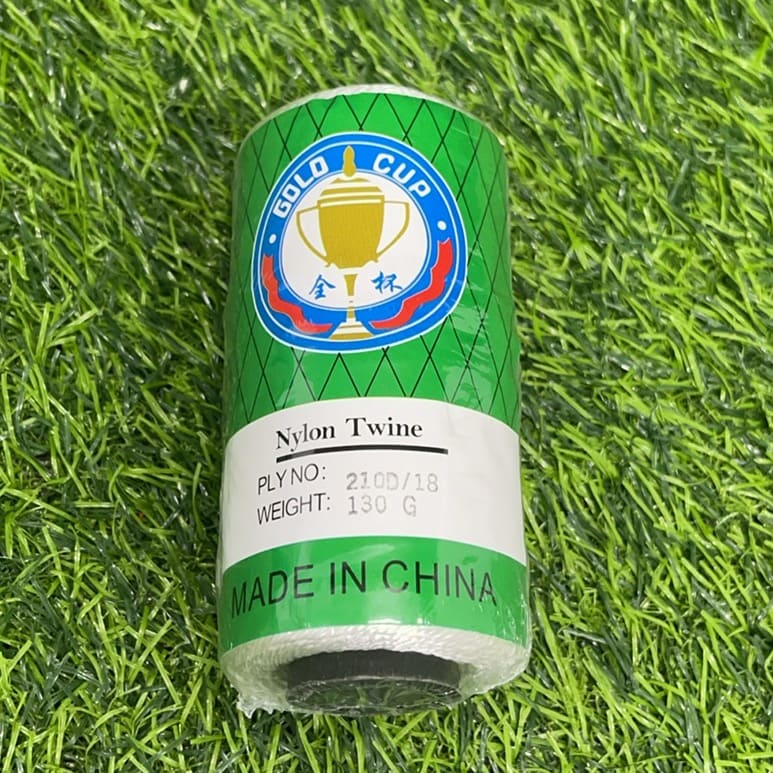 GOLD CUP
金杯
Nylon Twine
PLY NO: 210D/18
WEIGHT: 130 G
MADE IN CHINA